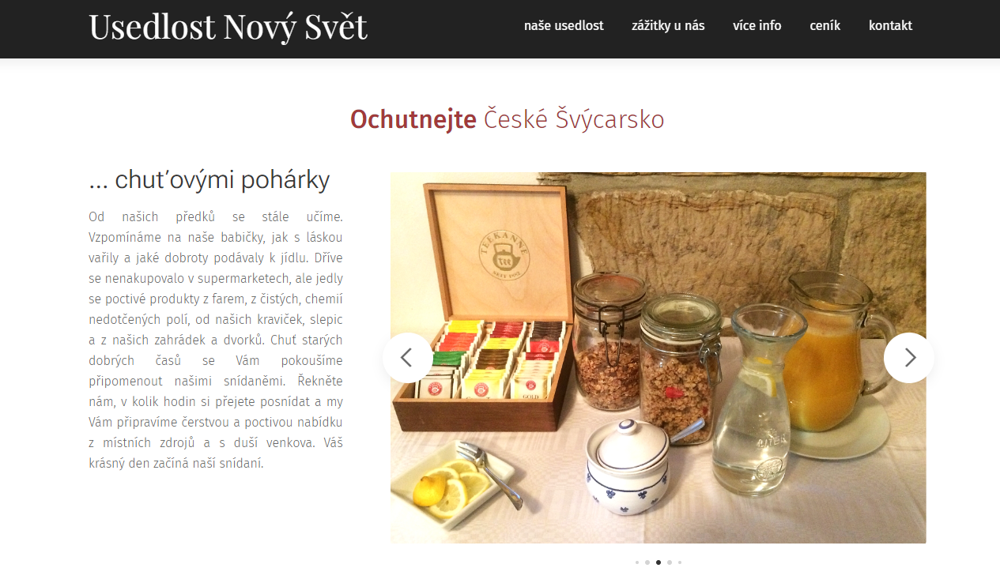 Usedlost Nový Svět
naše usedlost zážitky u nás více info ceník kontakt
Ochutnejte České Švýcarsko
... chuťovými pohárky
Od našich předků se stále učíme.
Vzpomínáme na naše babičky, jak s láskou
vařily a jaké dobroty podávaly k jídlu. Dříve
se nenakupovalo v supermarketech, ale jedly
se poctivé produkty z farem, z čistých, chemií
nedotčených polí, od našich kraviček, slepic
a z našich zahrádek a dvorků. Chuť starých
dobrých časů se Vám pokoušíme
připomenout našimi snídaněmi. Řekněte
nám, v kolik hodin si přejete posnídat a my
Vám připravíme čerstvou a poctivou nabídku
z místních zdrojů a s duší venkova. Váš
krásný den začíná naší snídaní.
TEEKANNE
tee
SEIT 1882
GOLD